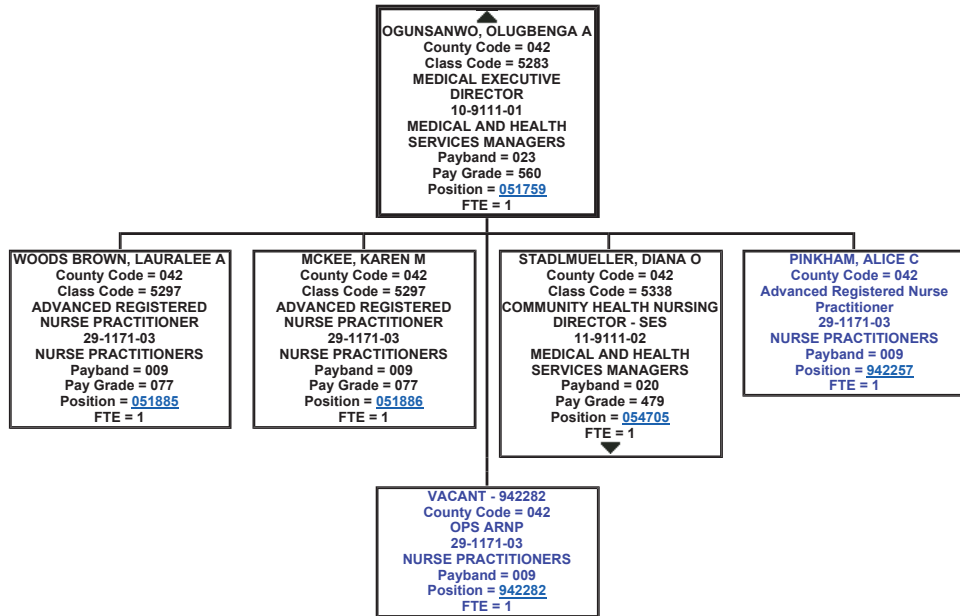 OGUNSANWO, OLUGBENGA A
County Code = 042
Class Code = 5283
MEDICAL EXECUTIVE
DIRECTOR
10-9111-01
MEDICAL AND HEALTH
SERVICES MANAGERS
Payband = 023
Pay Grade = 560
Position = 051759
FTE = 1
WOODS BROWN, LAURALEE A
County Code = 042
Class Code = 5297
ADVANCED REGISTERED
NURSE PRACTITIONER
29-1171-03
NURSE PRACTITIONERS
Payband = 009
Pay Grade = 077
Position = 051885
FTE = 1
MCKEE, KAREN M
County Code = 042
Class Code = 5297
ADVANCED REGISTERED
NURSE PRACTITIONER
29-1171-03
NURSE PRACTITIONERS
Payband = 009
Pay Grade = 077
Position = 051886
FTE = 1
STADLMUELLER, DIANA O
County Code = 042
Class Code = 5338
COMMUNITY HEALTH NURSING
DIRECTOR - SES
11-9111-02
MEDICAL AND HEALTH
SERVICES MANAGERS
Payband = 020
Pay Grade = 479
Position = 054705
FTE = 1
PINKHAM, ALICE C
County Code = 042
Advanced Registered Nurse
Practitioner
29-1171-03
NURSE PRACTITIONERS
Payband = 009
Position = 942257
FTE = 1
VACANT - 942282
County Code = 042
OPS ARNP
29-1171-03
NURSE PRACTITIONERS
Payband = 009
Position = 942282
FTE = 1